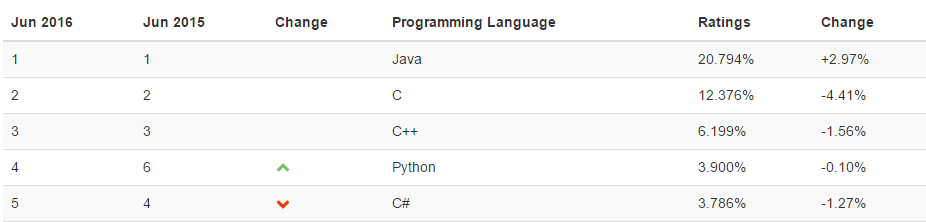 Jun 2016 Jun 2015 Change Programming Language Ratings Change
1 1 Java 20.794% +2.97%
2 2 C 12.376% -4.41%
3 3 C++ 6.199% -1.56%
4 6 Python 3.900% -0.10%
5 4 C# 3.786% -1.27%